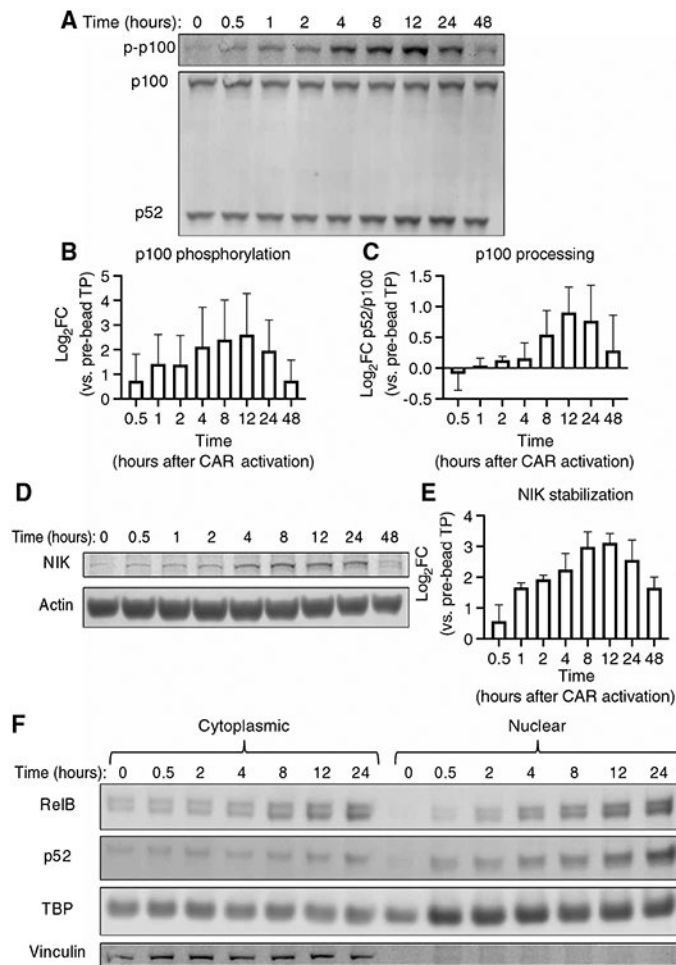 A
Time (hours): 0 0.5 1 2 4 8 12 24 48
p-p100
p100
p52
B
p100 phosphorylation
Log2FC
(vs. pre-bead TP)
5
4
3
2
1
0
0.5 1 2 4 8 12 24 48
Time
(hours after CAR activation)
C
p100 processing
Log2FC p52/p100
(vs. pre-bead TP)
1.5
1.0
0.5
0.0
-0.5
0.5 1 2 4 8 12 24 48
Time
(hours after CAR activation)
D
Time (hours): 0 0.5 1 2 4 8 12 24 48
NIK
Actin
E
NIK stabilization
Log2FC
(vs. pre-bead TP)
4
3
2
1
0
0.5 1 2 4 8 12 24 48
Time
(hours after CAR activation)
F
Cytoplasmic Nuclear
Time (hours): 0 0.5 2 4 8 12 24 0 0.5 2 4 8 12 24
RelB
p52
TBP
Vinculin